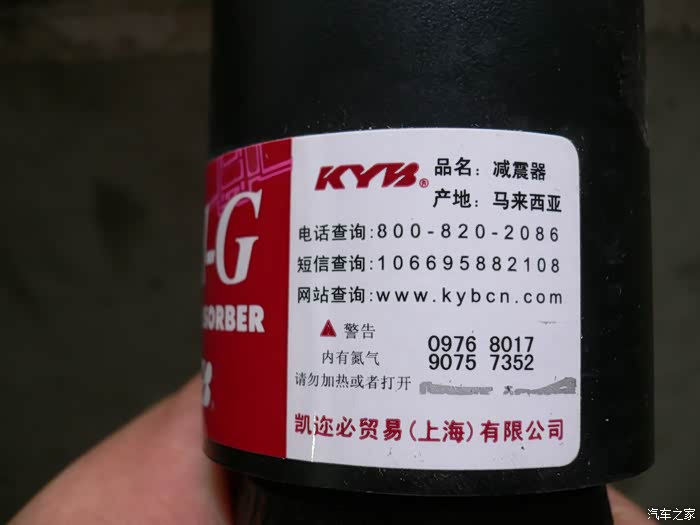 KYB® 品名：减震器
产地：马来西亚
电话查询:800-820-2086
短信查询:106695882108
网站查询:www.kybcn.com
警告
内有氮气
请勿加热或者打开
0976 8017
9075 7352
凯迩必贸易(上海)有限公司
-G
SORBER
汽车之家